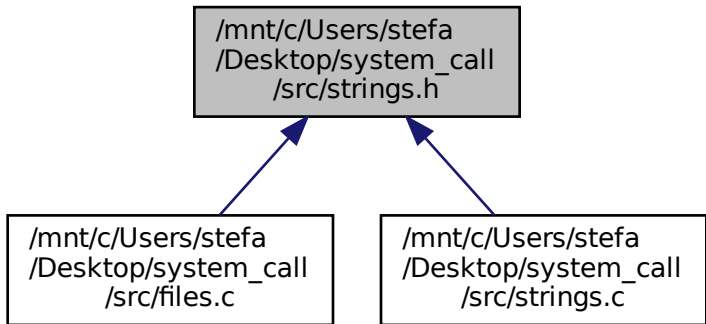 /mnt/c/Users/stefa
/Desktop/system_call
/src/strings.h
/mnt/c/Users/stefa
/Desktop/system_call
/src/files.c
/mnt/c/Users/stefa
/Desktop/system_call
/src/strings.c